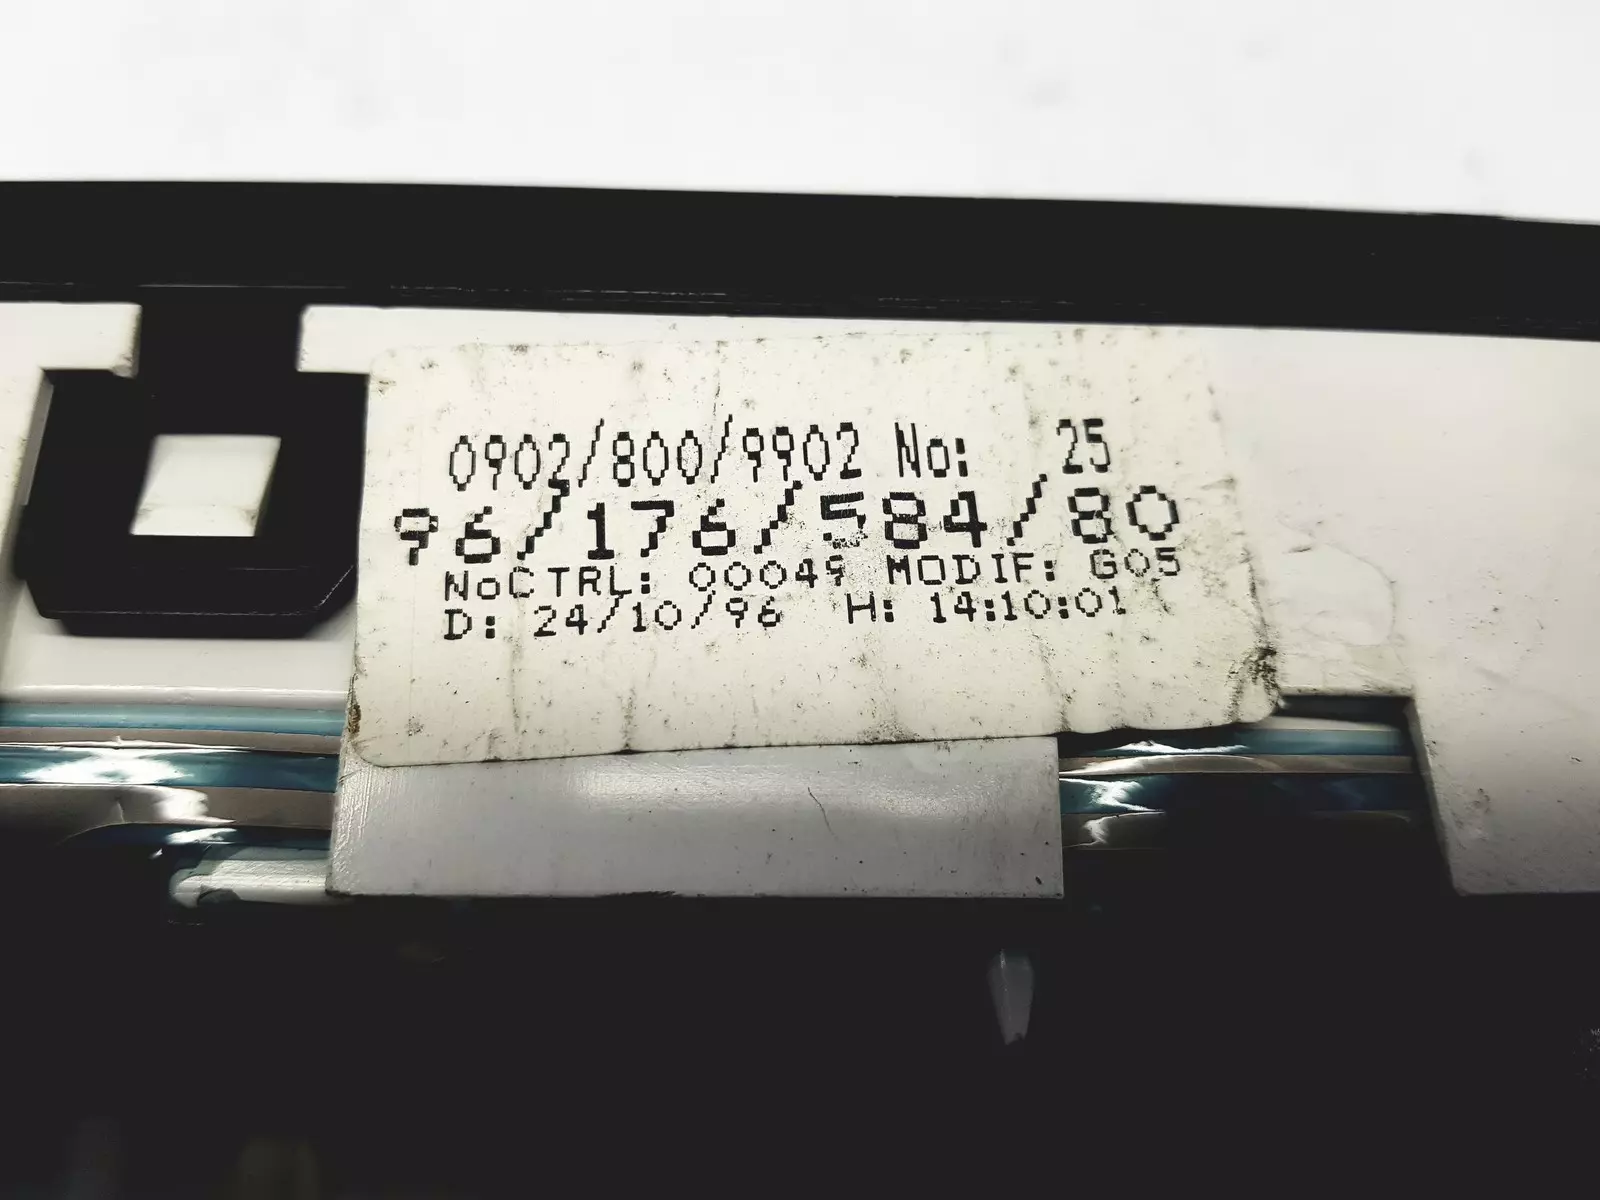 0902/800/9902 No: 25
96/176/584/80
NoCTRL: 00049 MODIF: G05
D: 24/10/96 H: 14:10:01